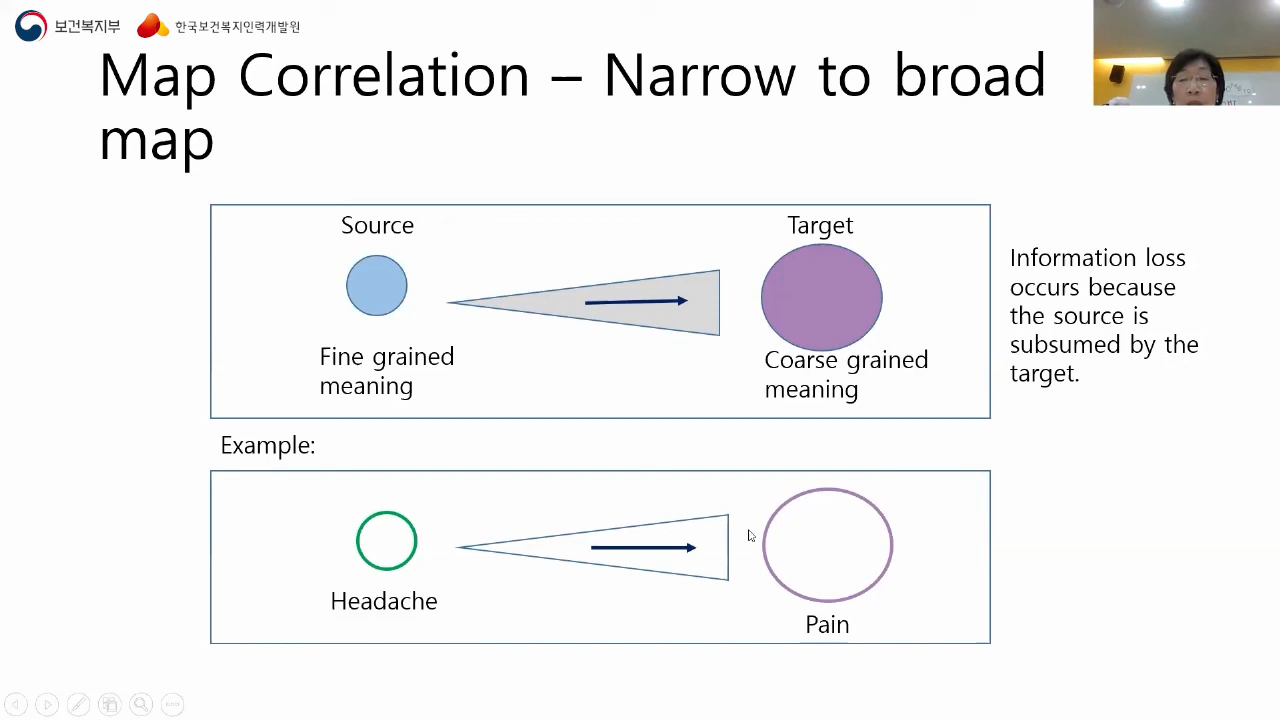 보건복지부
한국보건복지인력개발원
Map Correlation – Narrow to broad
map
Source
Target
Fine grained
meaning
Coarse grained
meaning
Information loss
occurs because
the source is
subsumed by the
target.
Example:
Headache
Pain